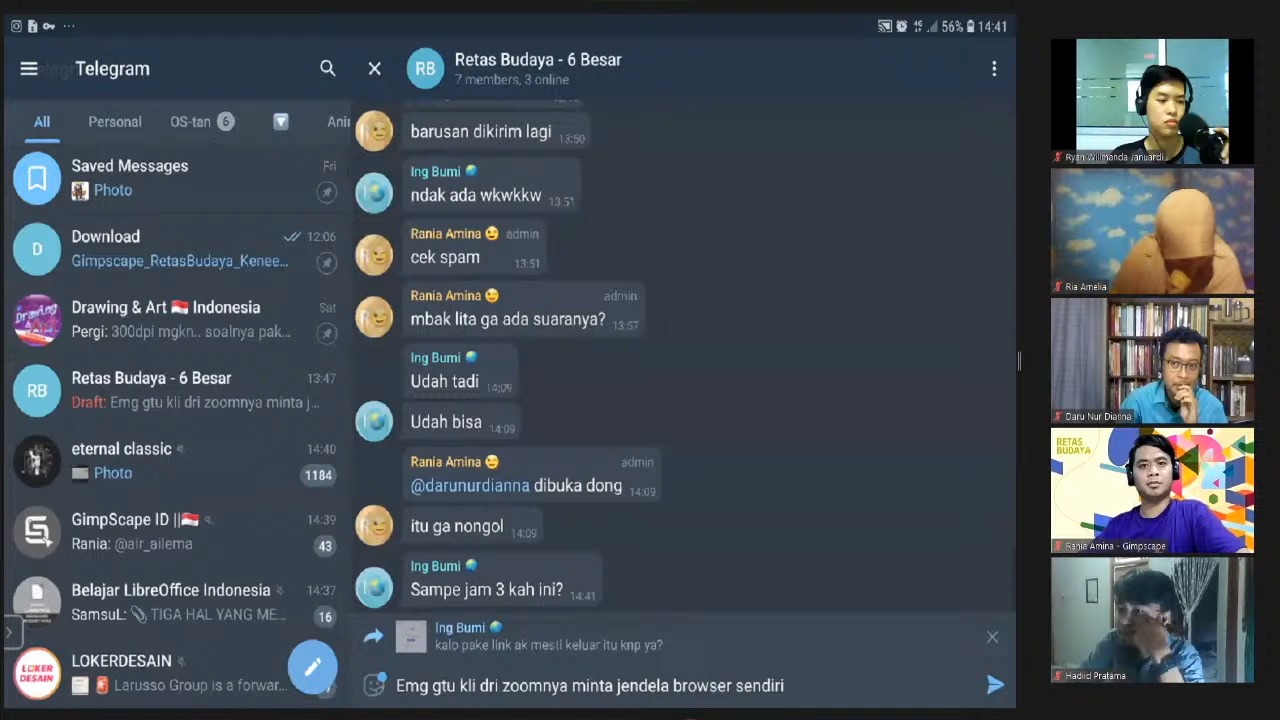 56% 14:41
Telegram
All Personal OS-tan 6 Ani
Saved Messages Fri
Photo
D
Download 12:06
Gimpscape_RetasBudaya_Kenee...
Drawing & Art 🇮🇩 Indonesia Sat
Pergi: 300dpi mgkn.. soalnya pak...
RB
Retas Budaya - 6 Besar 13:47
Draft: Emg gtu kli dri zoomnya minta j...
eternal classic 14:40
Photo 1184
GimpScape ID ||🇮🇩 14:39
Rania: @air_ailema 43
Belajar LibreOffice Indonesia 14:37
SamsuL: 📎 TIGA HAL YANG ME... 16
LOKER
DESAIN
LOKERDESAIN
Larusso Group is a forwar...
RB
Retas Budaya - 6 Besar
7 members, 3 online
barusan dikirim lagi 13:50
Ing Bumi
ndak ada wkwkkw 13:51
Rania Amina 😉 admin
cek spam 13:51
Rania Amina 😉 admin
mbak lita ga ada suaranya? 13:57
Ing Bumi
Udah tadi 14:09
Udah bisa 14:09
Rania Amina 😉 admin
@darunurdianna dibuka dong 14:09
itu ga nongol 14:09
Ing Bumi
Sampe jam 3 kah ini? 14:41
Ing Bumi
kalo pake link ak mesti keluar itu knp ya?
Emg gtu kli dri zoomnya minta jendela browser sendiri
Ryan Wilmanda Januardi
Ria Amelia
Daru Nur Dianna
RETAS
BUDAYA
Rania Amina - Gimpscape
Hadiid Pratama